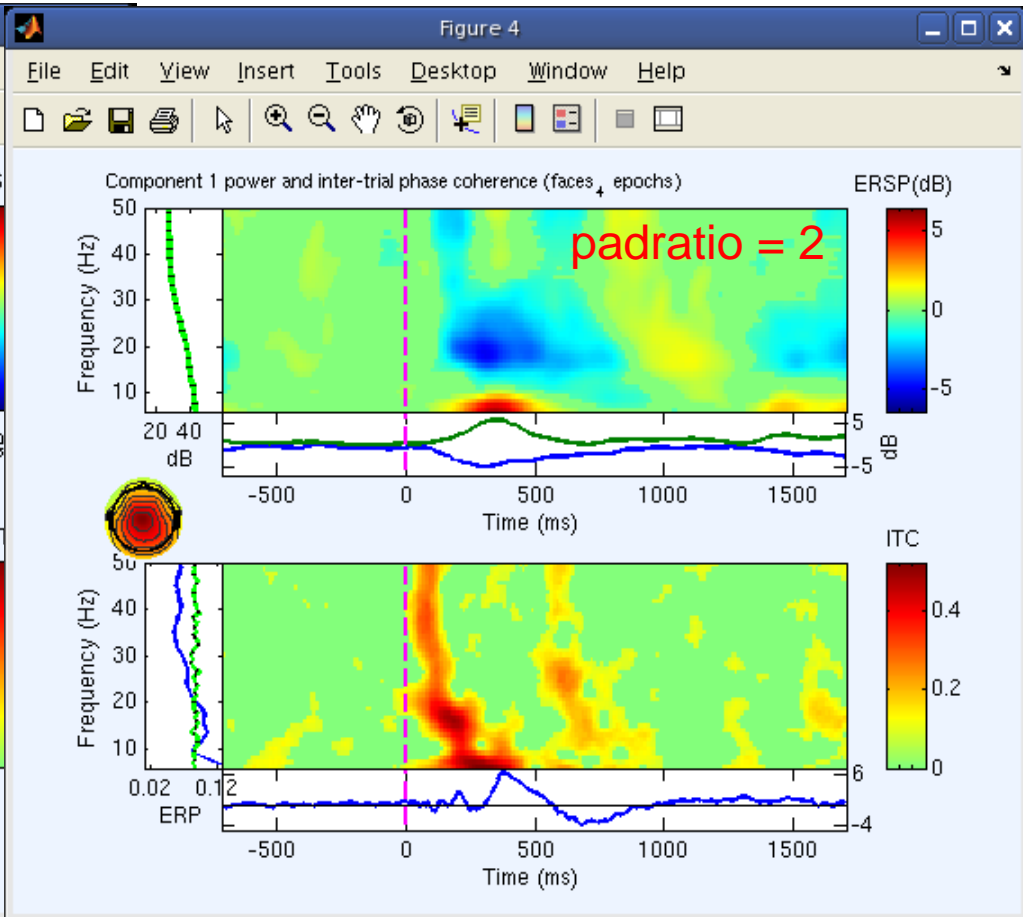 Figure 4
File Edit View Insert Tools Desktop Window Help
Component 1 power and inter-trial phase coherence (faces₄ epochs)
ERSP(dB)
padratio = 2
50
40
30
20
10
Frequency (Hz)
5
0
-5
20 40
dB
5
-5
dB
-500 0 500 1000 1500
Time (ms)
ITC
50
40
30
20
10
Frequency (Hz)
0.4
0.2
0
0.02 0.12
ERP
6
-4
-500 0 500 1000 1500
Time (ms)